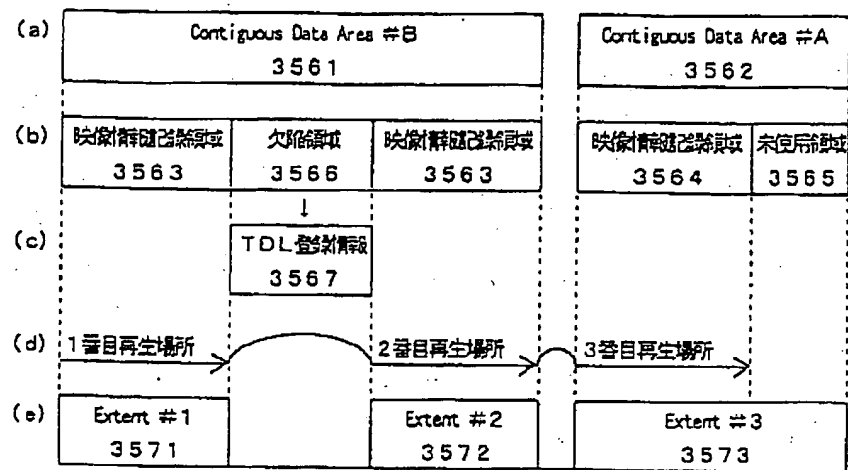 (a) Contiguous Data Area #B Contiguous Data Area #A
3561 3562
(b) 映像情報記録領域 欠陥領域 映像情報記録領域 映像情報記録領域 未使用領域
3563 3566 3563 3564 3565
↓
(c) TDL登録情報
3567
(d) 1番目再生場所 2番目再生場所 3番目再生場所
(e) Extent #1 Extent #2 Extent #3
3571 3572 3573